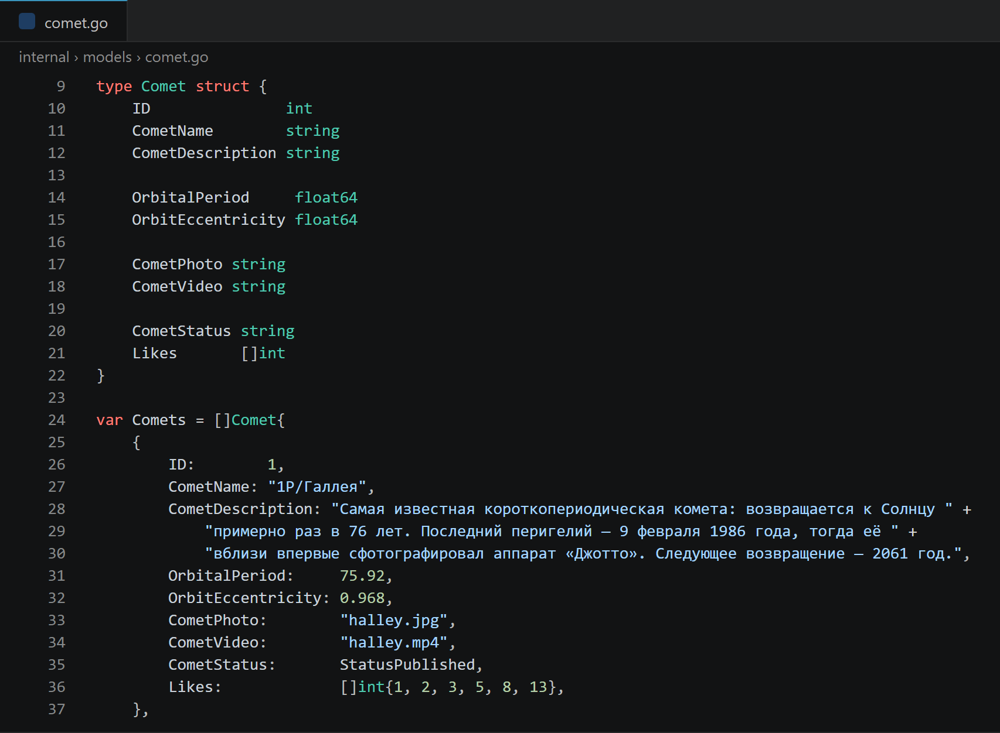 comet.go
internal › models › comet.go
9 type Comet struct {
10     ID               int
11     CometName        string
12     CometDescription string
13
14     OrbitalPeriod     float64
15     OrbitEccentricity float64
16
17     CometPhoto string
18     CometVideo string
19
20     CometStatus string
21     Likes       []int
22 }
23
24 var Comets = []Comet{
25     {
26         ID:        1,
27         CometName: "1P/Галлея",
28         CometDescription: "Самая известная короткопериодическая комета: возвращается к Солнцу " +
29             "примерно раз в 76 лет. Последний перигелий — 9 февраля 1986 года, тогда её " +
30             "вблизи впервые сфотографировал аппарат «Джотто». Следующее возвращение — 2061 год.",
31         OrbitalPeriod:     75.92,
32         OrbitEccentricity: 0.968,
33         CometPhoto:        "halley.jpg",
34         CometVideo:        "halley.mp4",
35         CometStatus:       StatusPublished,
36         Likes:             []int{1, 2, 3, 5, 8, 13},
37     },